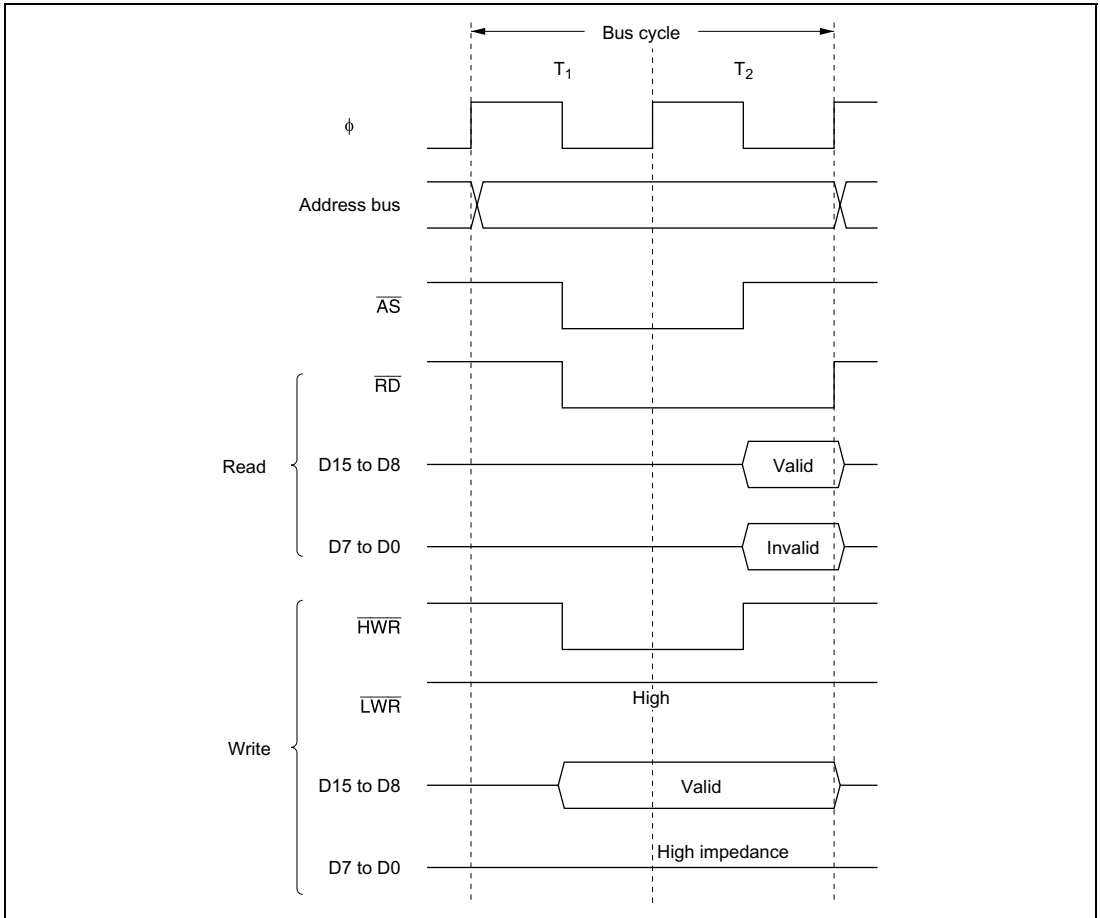 Bus cycle
T1 T2
ϕ
Address bus
AS
RD
Read
D15 to D8 Valid
D7 to D0 Invalid
HWR
LWR High
Write
D15 to D8 Valid
D7 to D0 High impedance